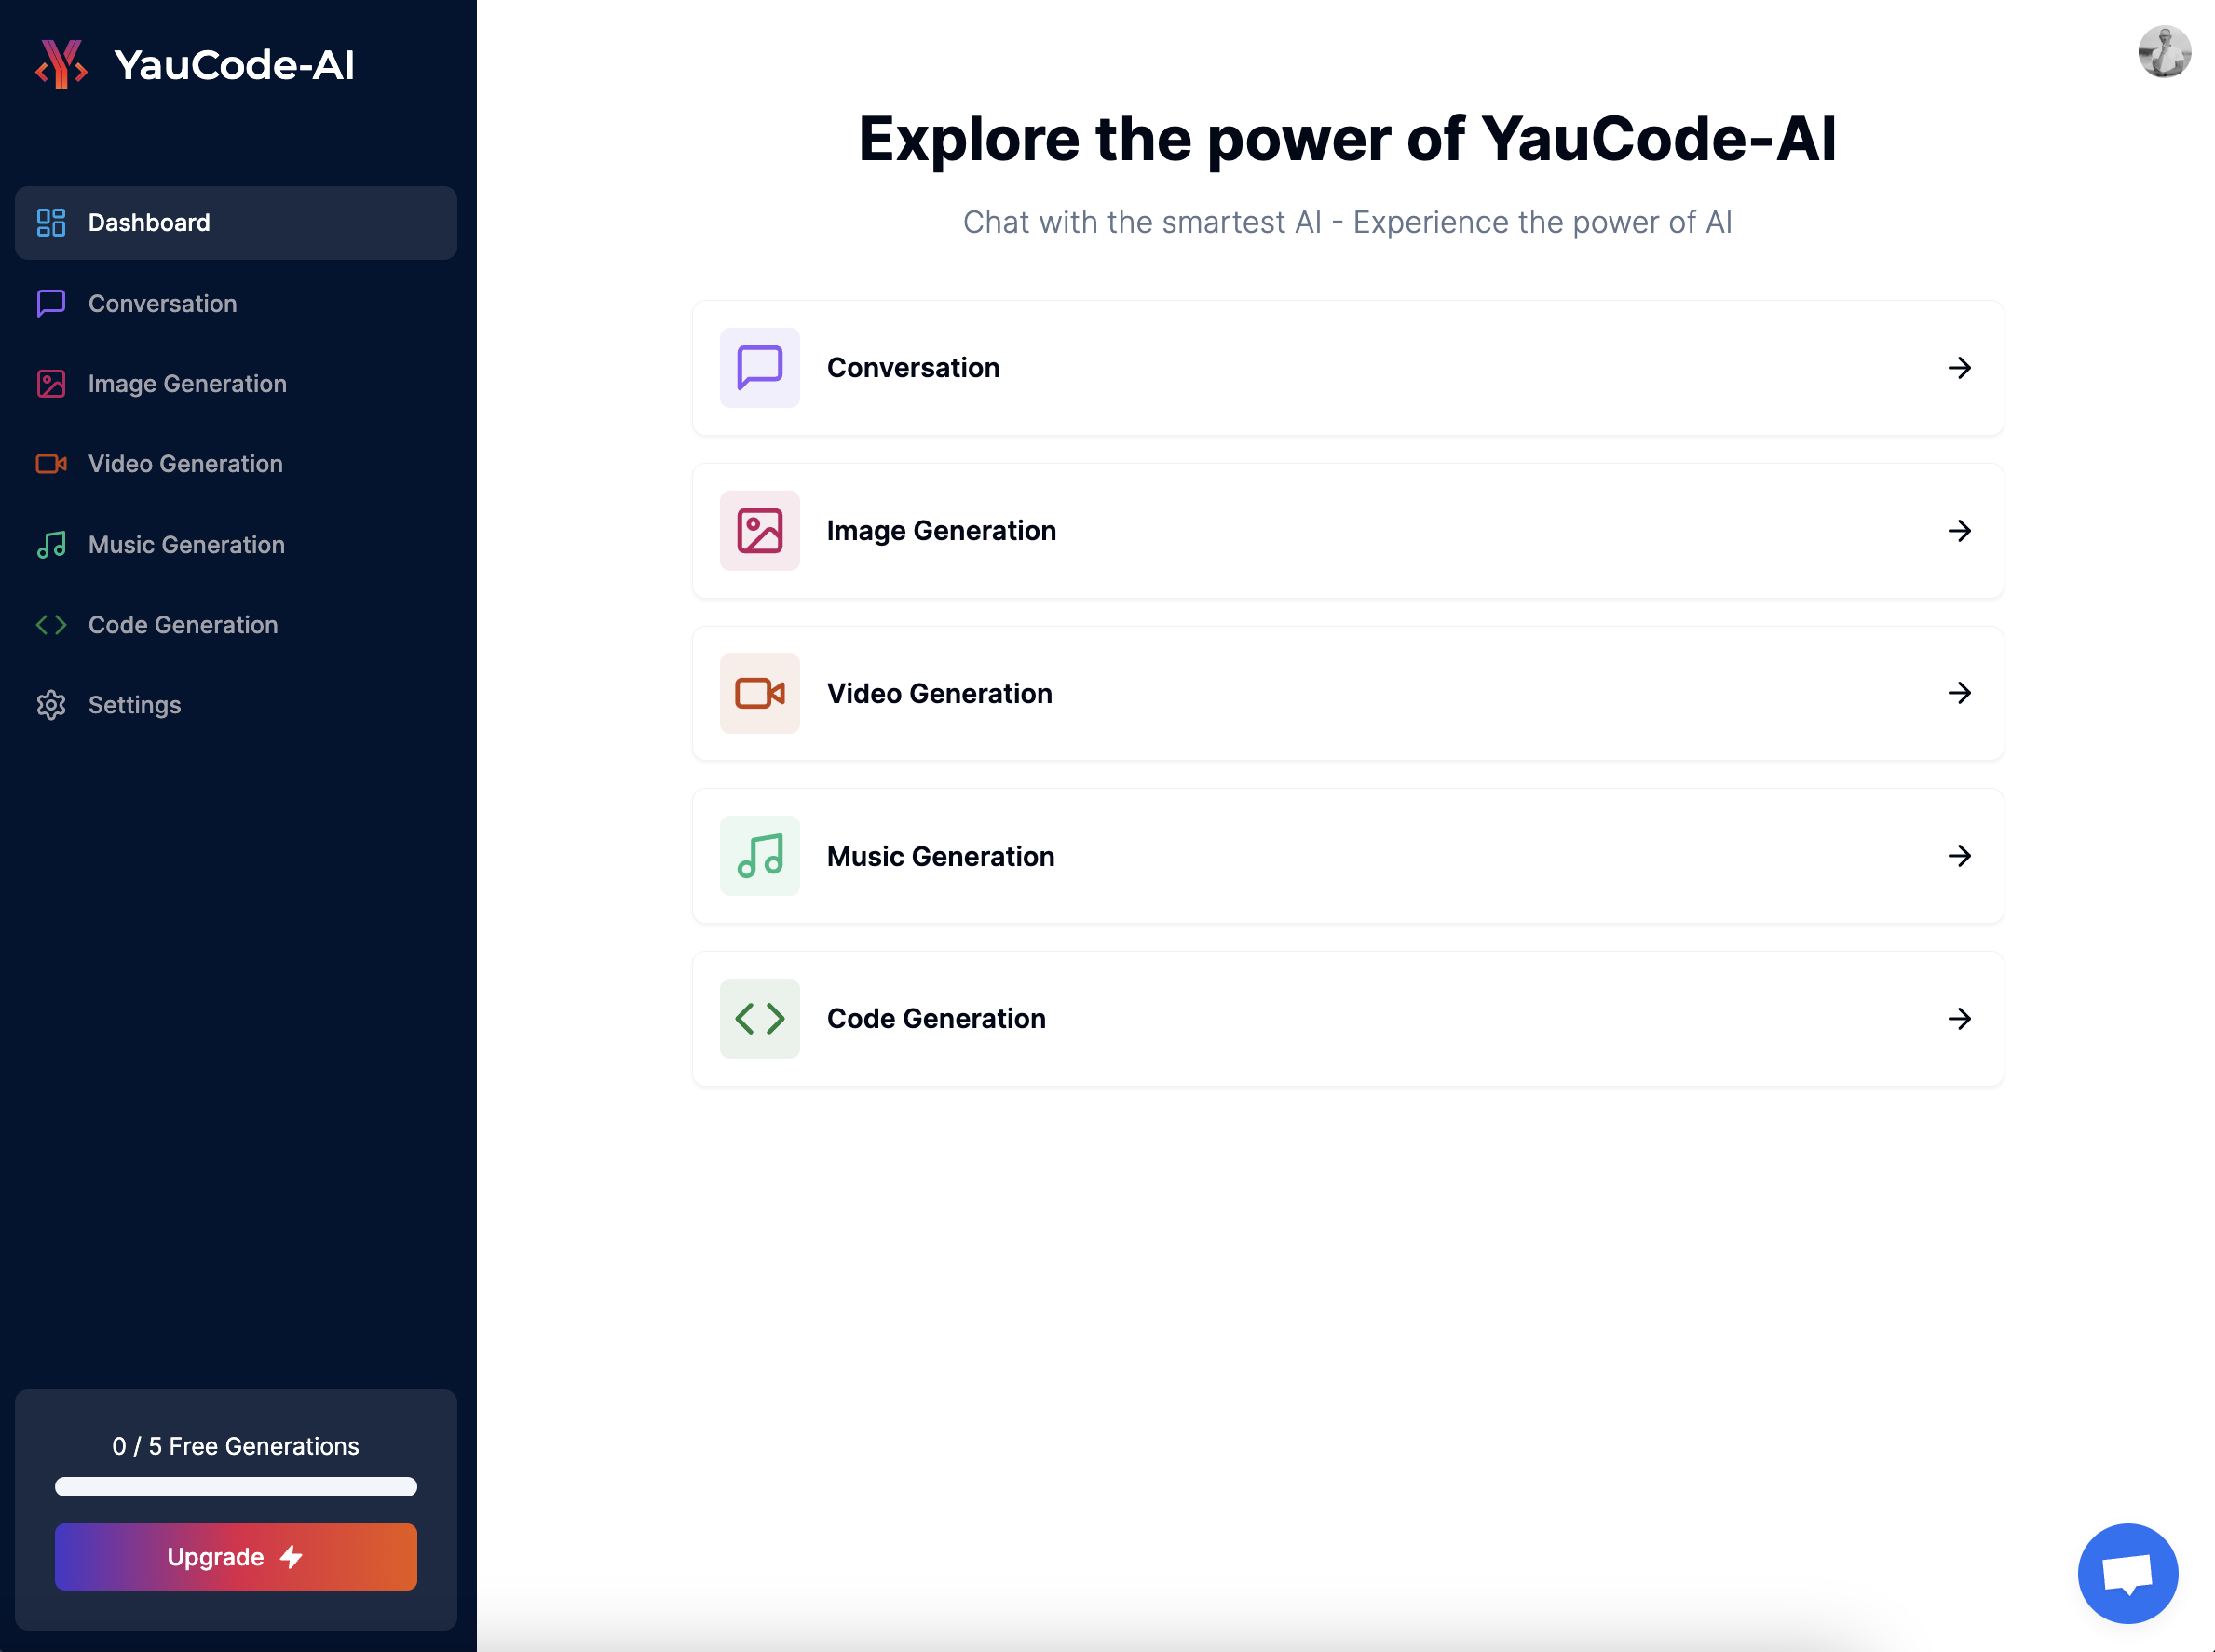 YauCode-AI
Dashboard
Conversation
Image Generation
Video Generation
Music Generation
Code Generation
Settings
0 / 5 Free Generations
Upgrade
Explore the power of YauCode-AI
Chat with the smartest AI - Experience the power of AI
Conversation
Image Generation
Video Generation
Music Generation
Code Generation